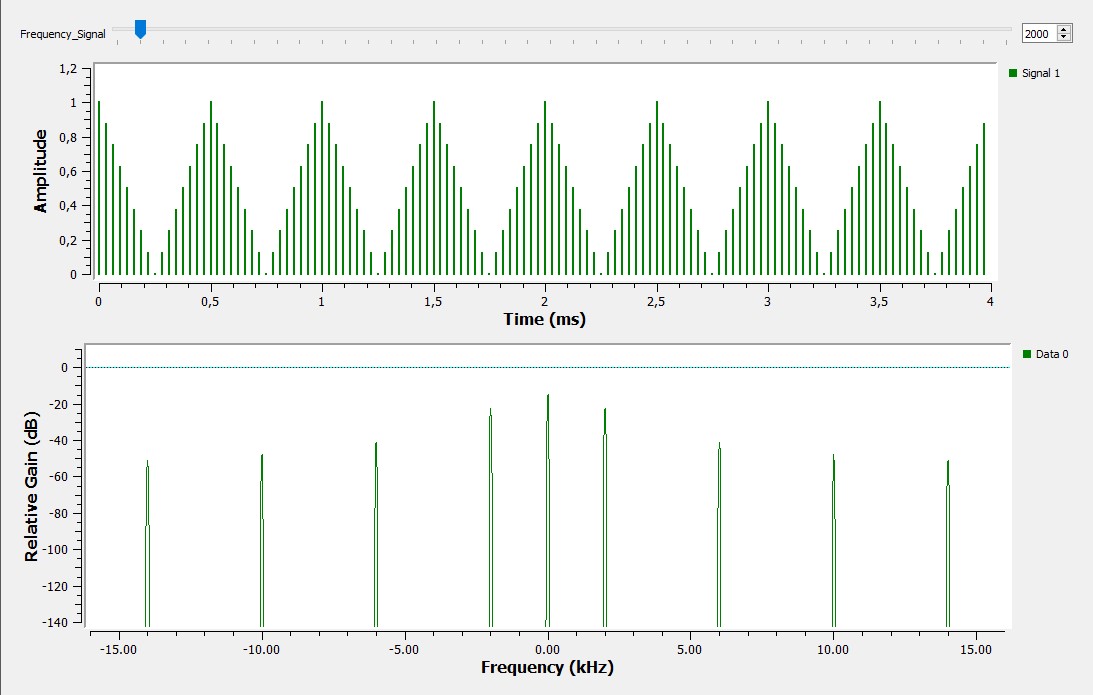 Frequency_Signal
2000
1,2
1
0,8
0,6
0,4
0,2
0
Amplitude
Signal 1
0 0,5 1 1,5 2 2,5 3 3,5 4
Time (ms)
0
-20
-40
-60
-80
-100
-120
-140
Relative Gain (dB)
Data 0
-15.00 -10.00 -5.00 0.00 5.00 10.00 15.00
Frequency (kHz)